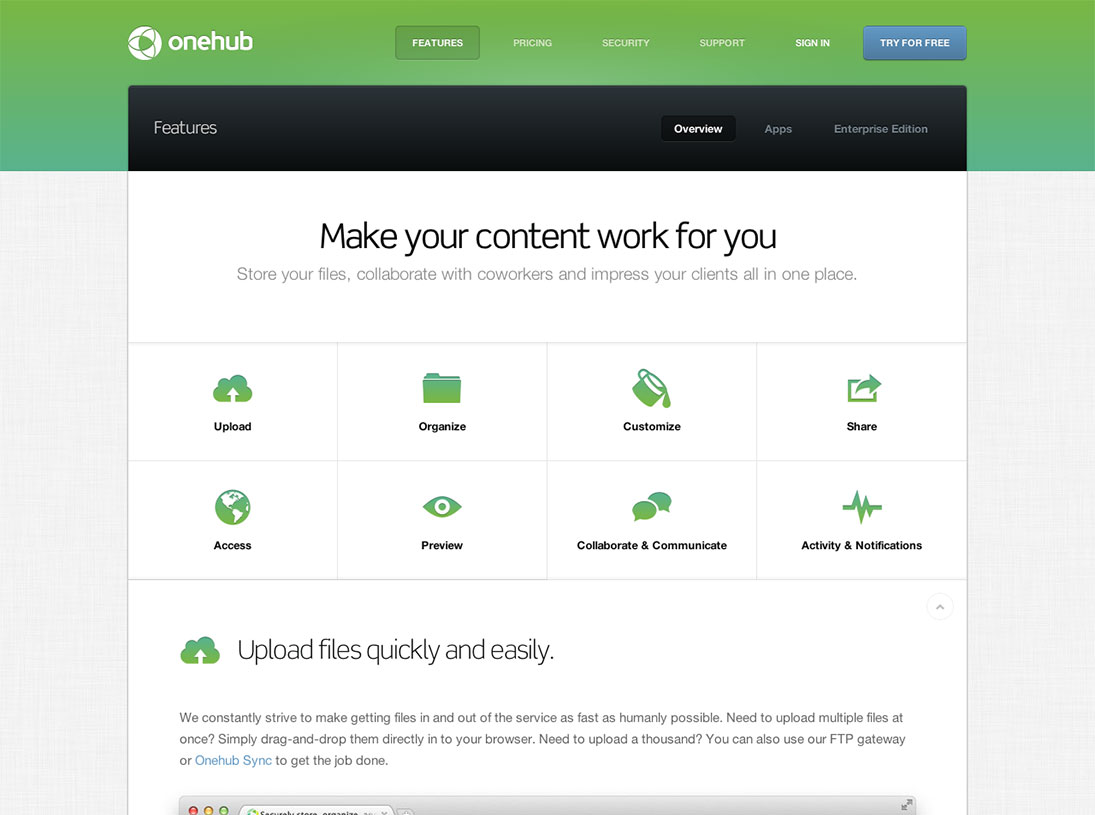 onehub
FEATURES
PRICING
SECURITY
SUPPORT
SIGN IN
TRY FOR FREE
Features
Overview
Apps
Enterprise Edition
Make your content work for you
Store your files, collaborate with coworkers and impress your clients all in one place.
Upload
Organize
Customize
Share
Access
Preview
Collaborate & Communicate
Activity & Notifications
Upload files quickly and easily.
We constantly strive to make getting files in and out of the service as fast as humanly possible. Need to upload multiple files at
once? Simply drag-and-drop them directly in to your browser. Need to upload a thousand? You can also use our FTP gateway
or Onehub Sync to get the job done.
Securely store, organize,